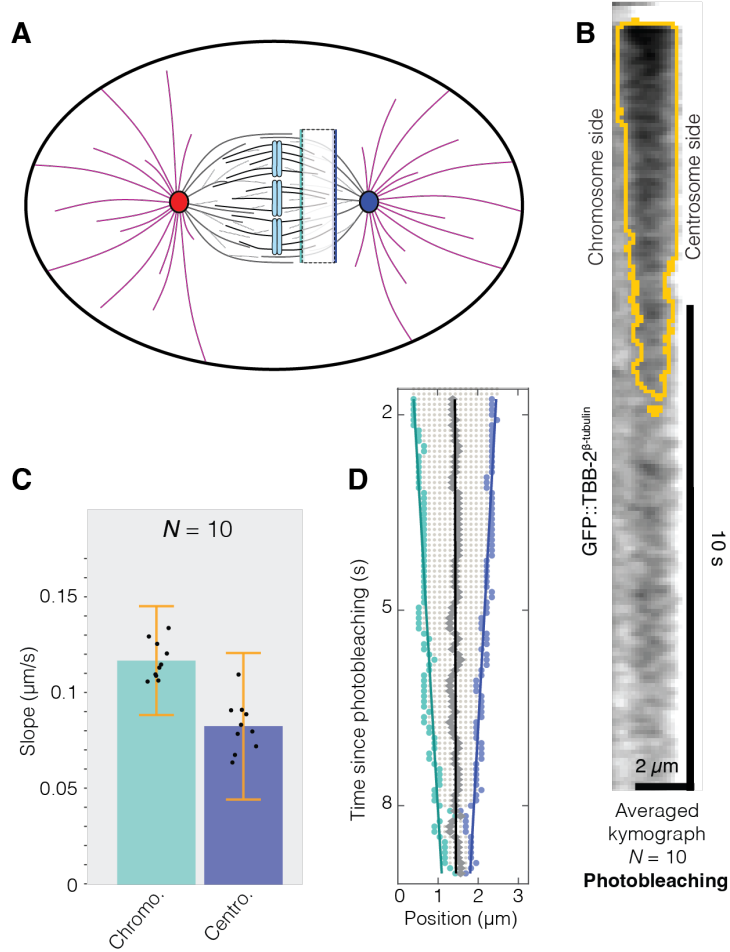 A
B
Chromosome side
Centrosome side
GFP::TBB-2β-tubulin
10 s
2 µm
Averaged
kymograph
N = 10
Photobleaching
C
N = 10
Slope (µm/s)
0.15
0.1
0.05
0
Chromo.
Centro.
D
Time since photobleaching (s)
2
5
8
0
1
2
3
Position (µm)